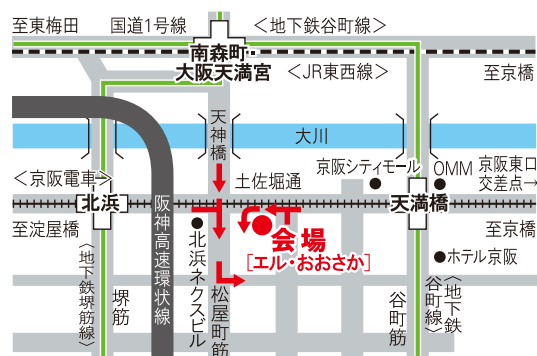 至東梅田
国道1号線
＜地下鉄谷町線＞
南森町・
大阪天満宮
＜JR東西線＞
至京橋
天神橋
大川
京阪シティモール
OMM
京阪東口
交差点→
＜京阪電車＞
土佐堀通
北浜
天満橋
至淀屋橋
至京橋
阪神高速環状線
会場
[エル・おおさか]
北浜ネクスビル
ホテル京阪
〈地下鉄堺筋線〉
堺筋
松屋町筋
谷町筋
〈地下鉄
谷町線〉